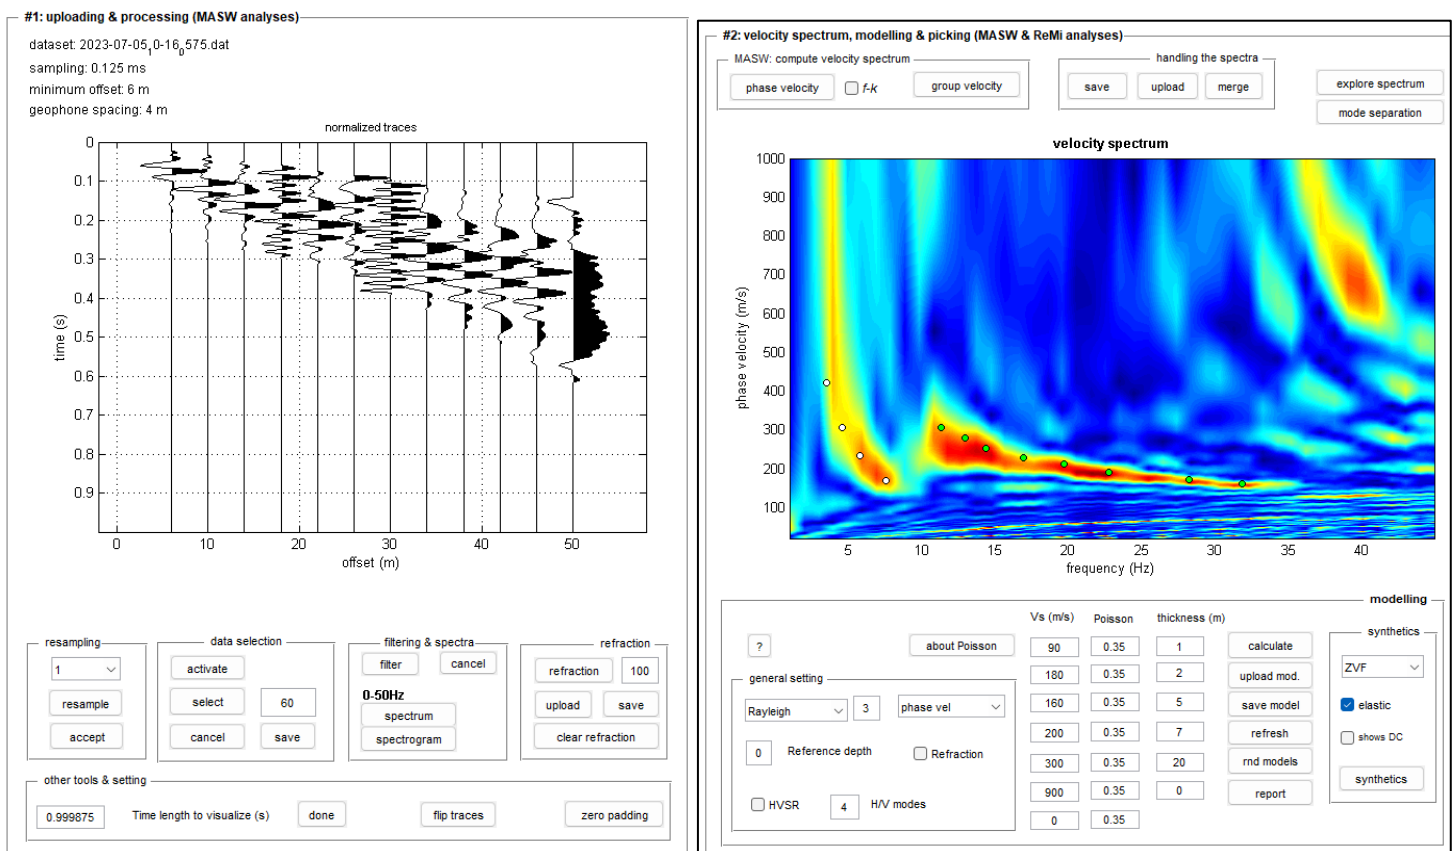 #1: uploading & processing (MASW analyses)
dataset: 2023-07-05₁0-16₀575.dat
sampling: 0.125 ms
minimum offset: 6 m
geophone spacing: 4 m
normalized traces
0
0.1
0.2
0.3
0.4
0.5
0.6
0.7
0.8
0.9
time (s)
0 10 20 30 40 50
offset (m)
resampling
1
resample
accept
data selection
activate
select 60
cancel save
filtering & spectra
filter cancel
0-50Hz
spectrum
spectrogram
refraction
refraction 100
upload save
clear refraction
other tools & setting
0.999875 Time length to visualize (s) done flip traces zero padding
#2: velocity spectrum, modelling & picking (MASW & ReMi analyses)
MASW: compute velocity spectrum
phase velocity f-k group velocity
handling the spectra
save upload merge
explore spectrum
mode separation
velocity spectrum
1000
900
800
700
600
500
400
300
200
100
phase velocity (m/s)
5 10 15 20 25 30 35 40
frequency (Hz)
modelling
? about Poisson
general setting
Rayleigh 3 phase vel
0 Reference depth Refraction
HVSR 4 H/V modes
Vs (m/s) Poisson thickness (m)
90 0.35 1
180 0.35 2
160 0.35 5
200 0.35 7
300 0.35 20
900 0.35 0
0 0.35
calculate
upload mod.
save model
refresh
rnd models
report
synthetics
ZVF
elastic
shows DC
synthetics